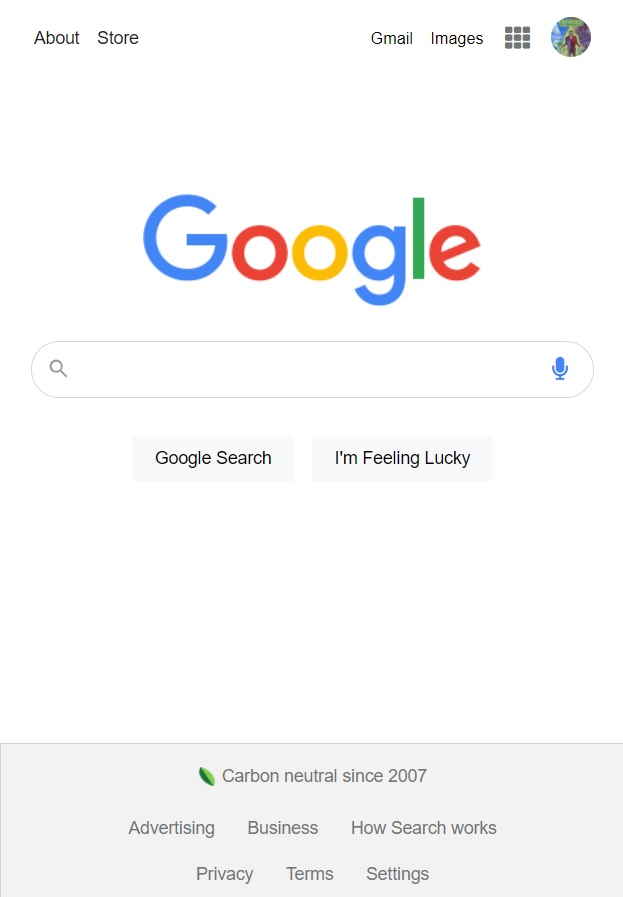 About Store Gmail Images
Google
Google Search I'm Feeling Lucky
Carbon neutral since 2007
Advertising Business How Search works
Privacy Terms Settings